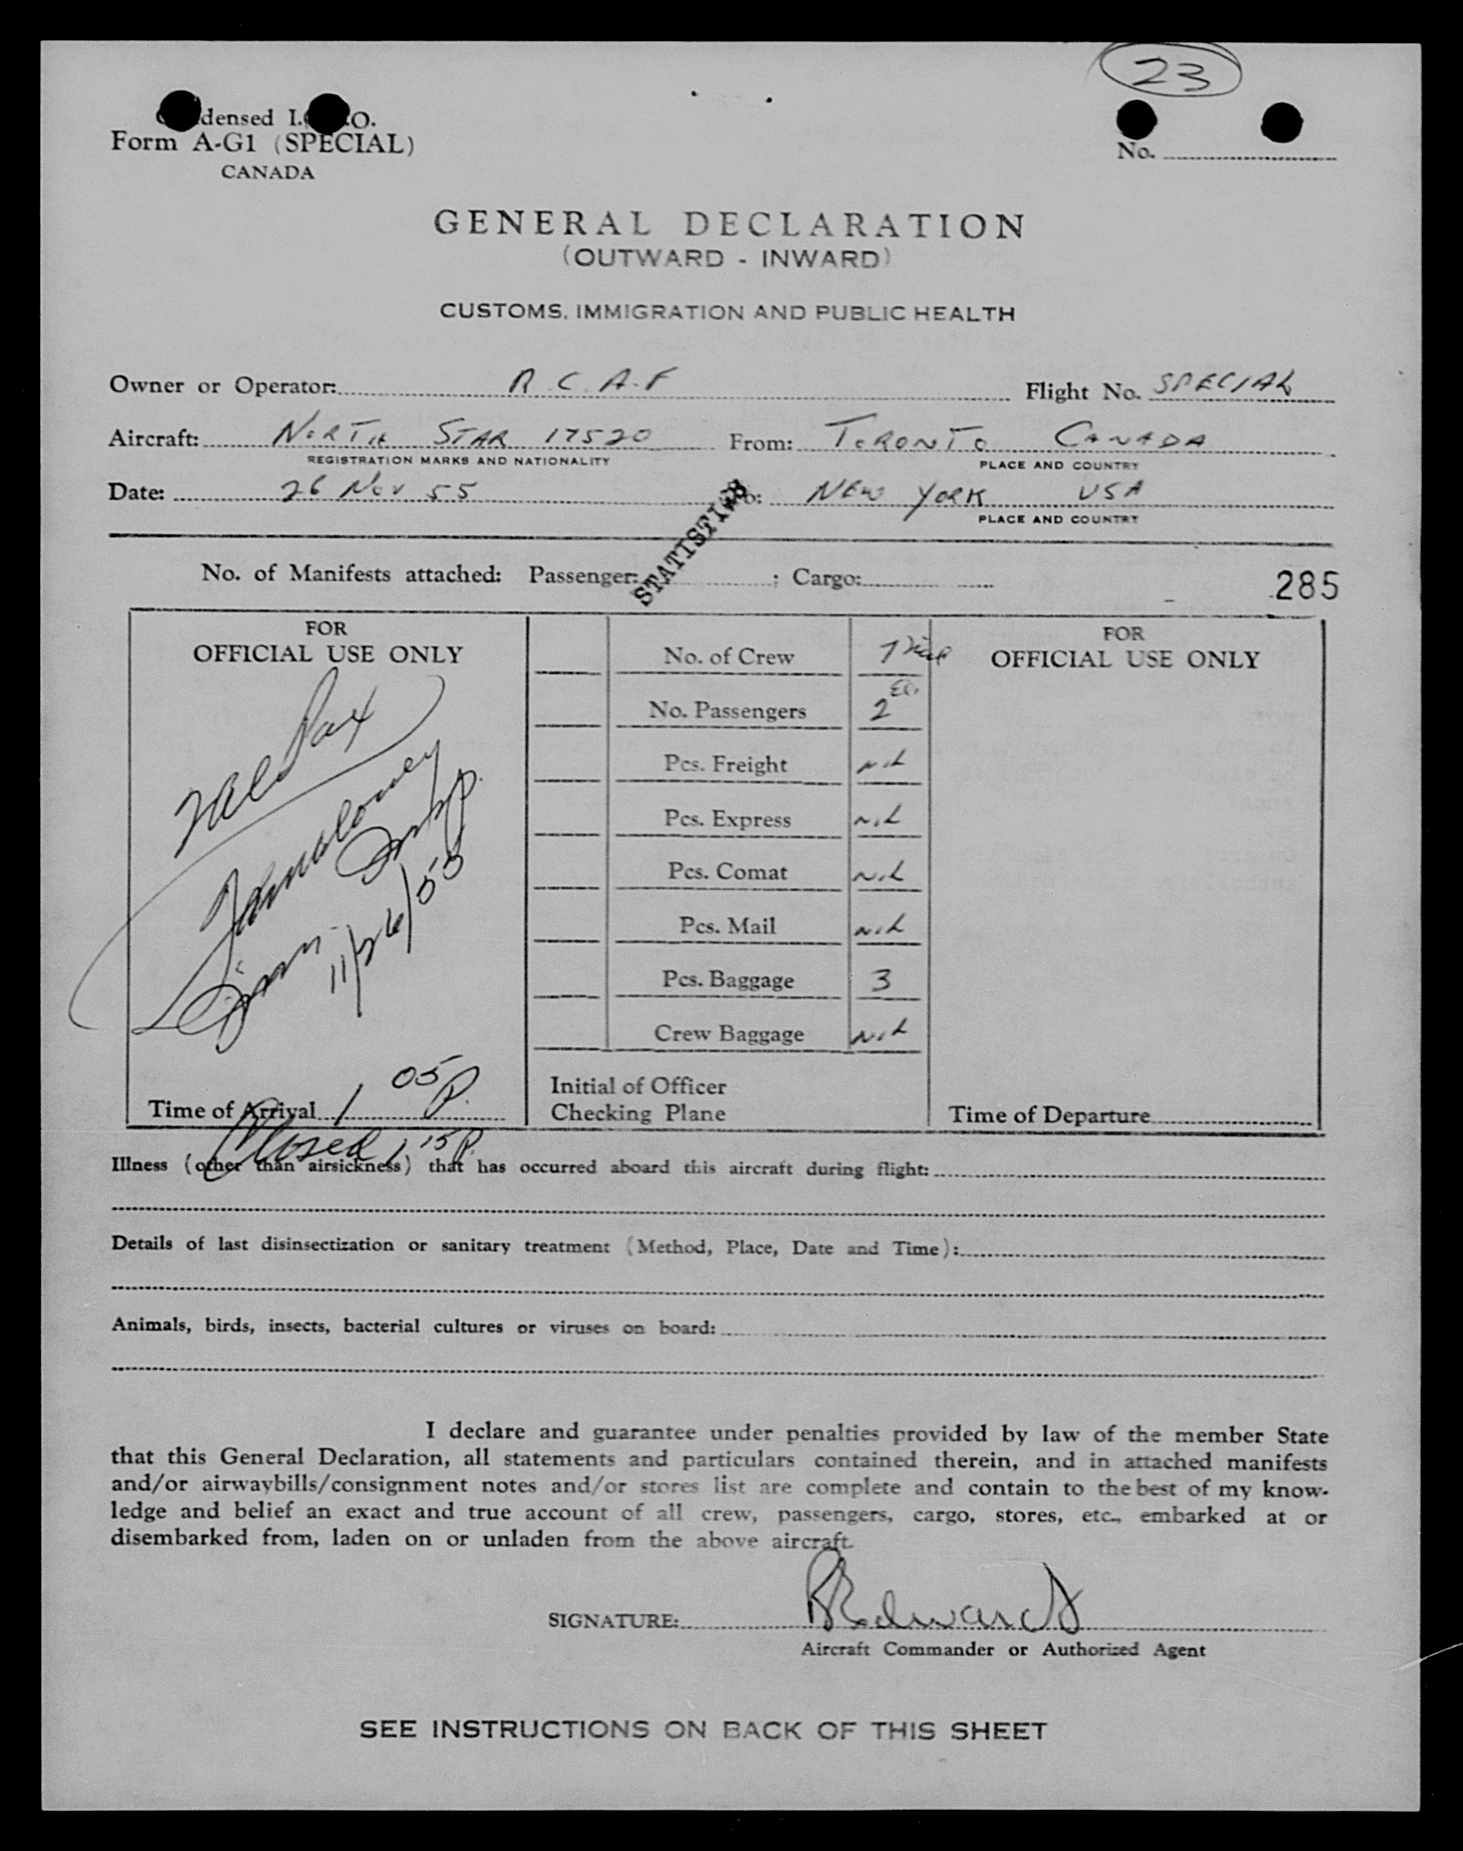 23
densed I. .O.
Form A-G1 (SPECIAL)
CANADA
No.
GENERAL DECLARATION
(OUTWARD - INWARD)
CUSTOMS, IMMIGRATION AND PUBLIC HEALTH
Owner or Operator: R.C.A.F Flight No. SPECIAL
Aircraft: NORTH STAR 17520 From: TORONTO CANADA
REGISTRATION MARKS AND NATIONALITY PLACE AND COUNTRY
Date: 26 Nov 55 To: NEW YORK USA
PLACE AND COUNTRY
STATISTICS
No. of Manifests attached: Passenger: ; Cargo:
285
FOR
OFFICIAL USE ONLY
Pax
Immig.
11/26/55
Time of Arrival 1 05 P.
Closed 1 15 P.
No. of Crew 7
No. Passengers 2
Pcs. Freight Nil
Pcs. Express Nil
Pcs. Comat Nil
Pcs. Mail Nil
Pcs. Baggage 3
Crew Baggage Nil
Initial of Officer
Checking Plane
FOR
OFFICIAL USE ONLY
Time of Departure
Illness (other than airsickness) that has occurred aboard this aircraft during flight:
Details of last disinsectization or sanitary treatment (Method, Place, Date and Time):
Animals, birds, insects, bacterial cultures or viruses on board:
I declare and guarantee under penalties provided by law of the member State
that this General Declaration, all statements and particulars contained therein, and in attached manifests
and/or airwaybills/consignment notes and/or stores list are complete and contain to the best of my know-
ledge and belief an exact and true account of all crew, passengers, cargo, stores, etc., embarked at or
disembarked from, laden on or unladen from the above aircraft.
SIGNATURE: Edwards
Aircraft Commander or Authorized Agent
SEE INSTRUCTIONS ON BACK OF THIS SHEET